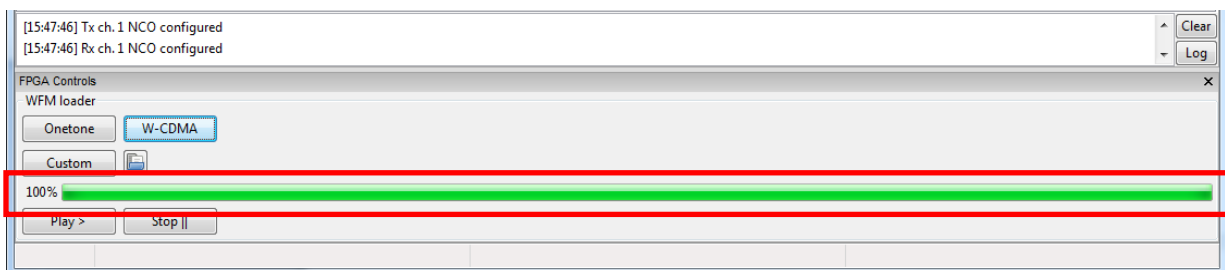 [15:47:46] Tx ch. 1 NCO configured
Clear
[15:47:46] Rx ch. 1 NCO configured
Log
FPGA Controls
WFM loader
Onetone W-CDMA
Custom
100%
Play > Stop ||